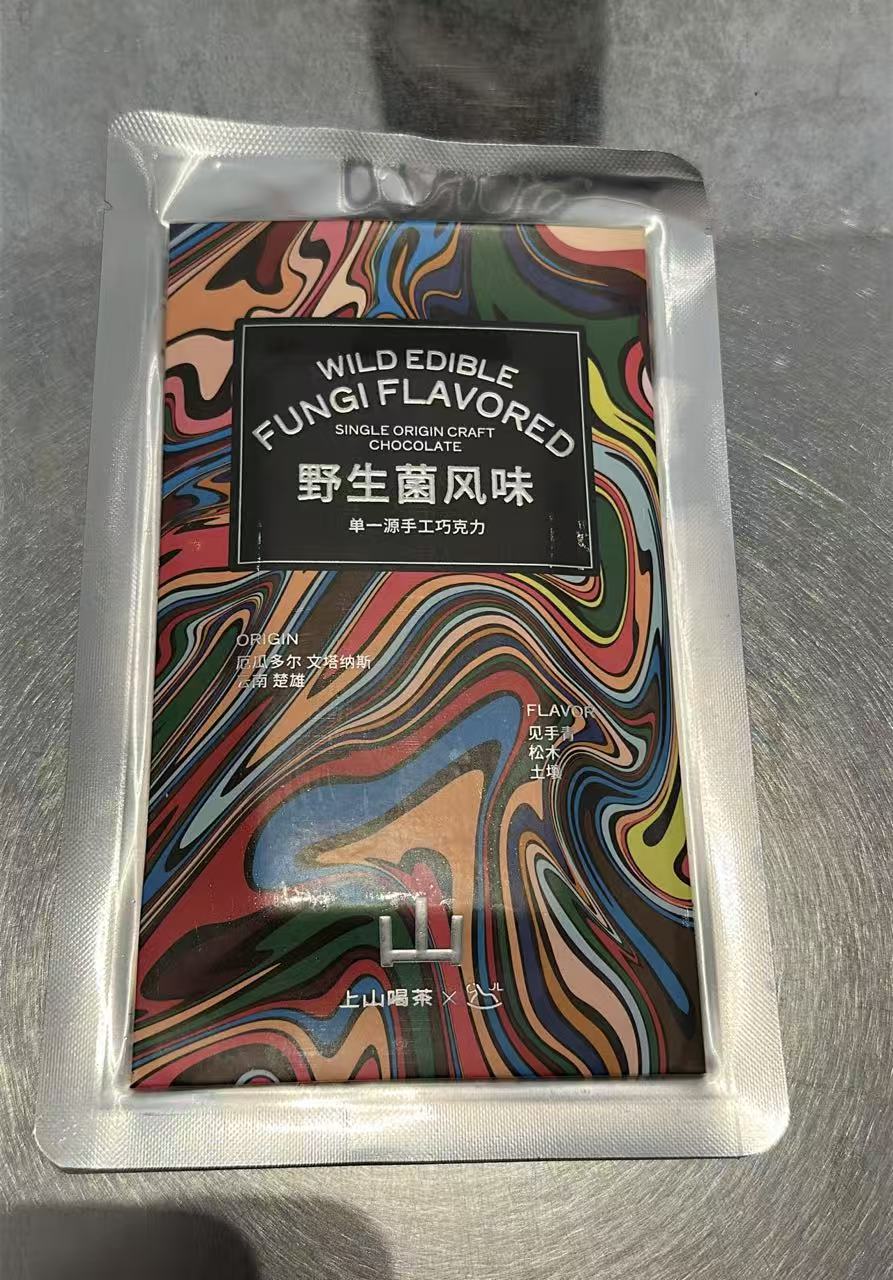 WILD EDIBLE
FUNGI FLAVORED
SINGLE ORIGIN CRAFT
CHOCOLATE
野生菌风味
单一源手工巧克力
ORIGIN
厄瓜多尔 文塔纳斯
云南 楚雄
FLAVOR
见手青
松木
土壤
山
上山喝茶 ×